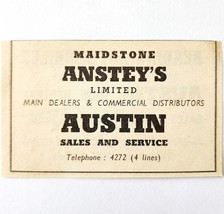 MAIDSTONE
ANSTEY'S
LIMITED
MAIN DEALERS & COMMERCIAL DISTRIBUTORS
AUSTIN
SALES AND SERVICE
Telephone : 4272 (4 lines)